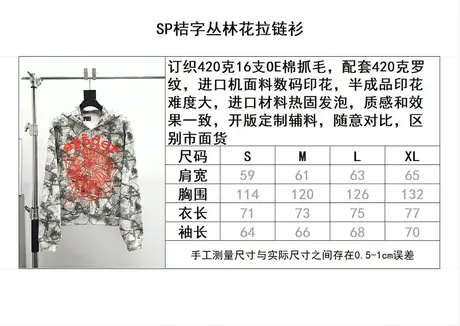 SP桔字丛林花拉链衫
订织420克16支OE棉抓毛，配套420克罗
纹，进口机面料数码印花，半成品印花
难度大，进口材料热固发泡，质感和效
果一致，开版定制辅料，随意对比，区
别市面货
尺码 S M L XL
肩宽 59 61 63 65
胸围 114 120 126 132
衣长 71 73 75 77
袖长 64 66 68 70
手工测量尺寸与实际尺寸之间存在0.5-1cm误差